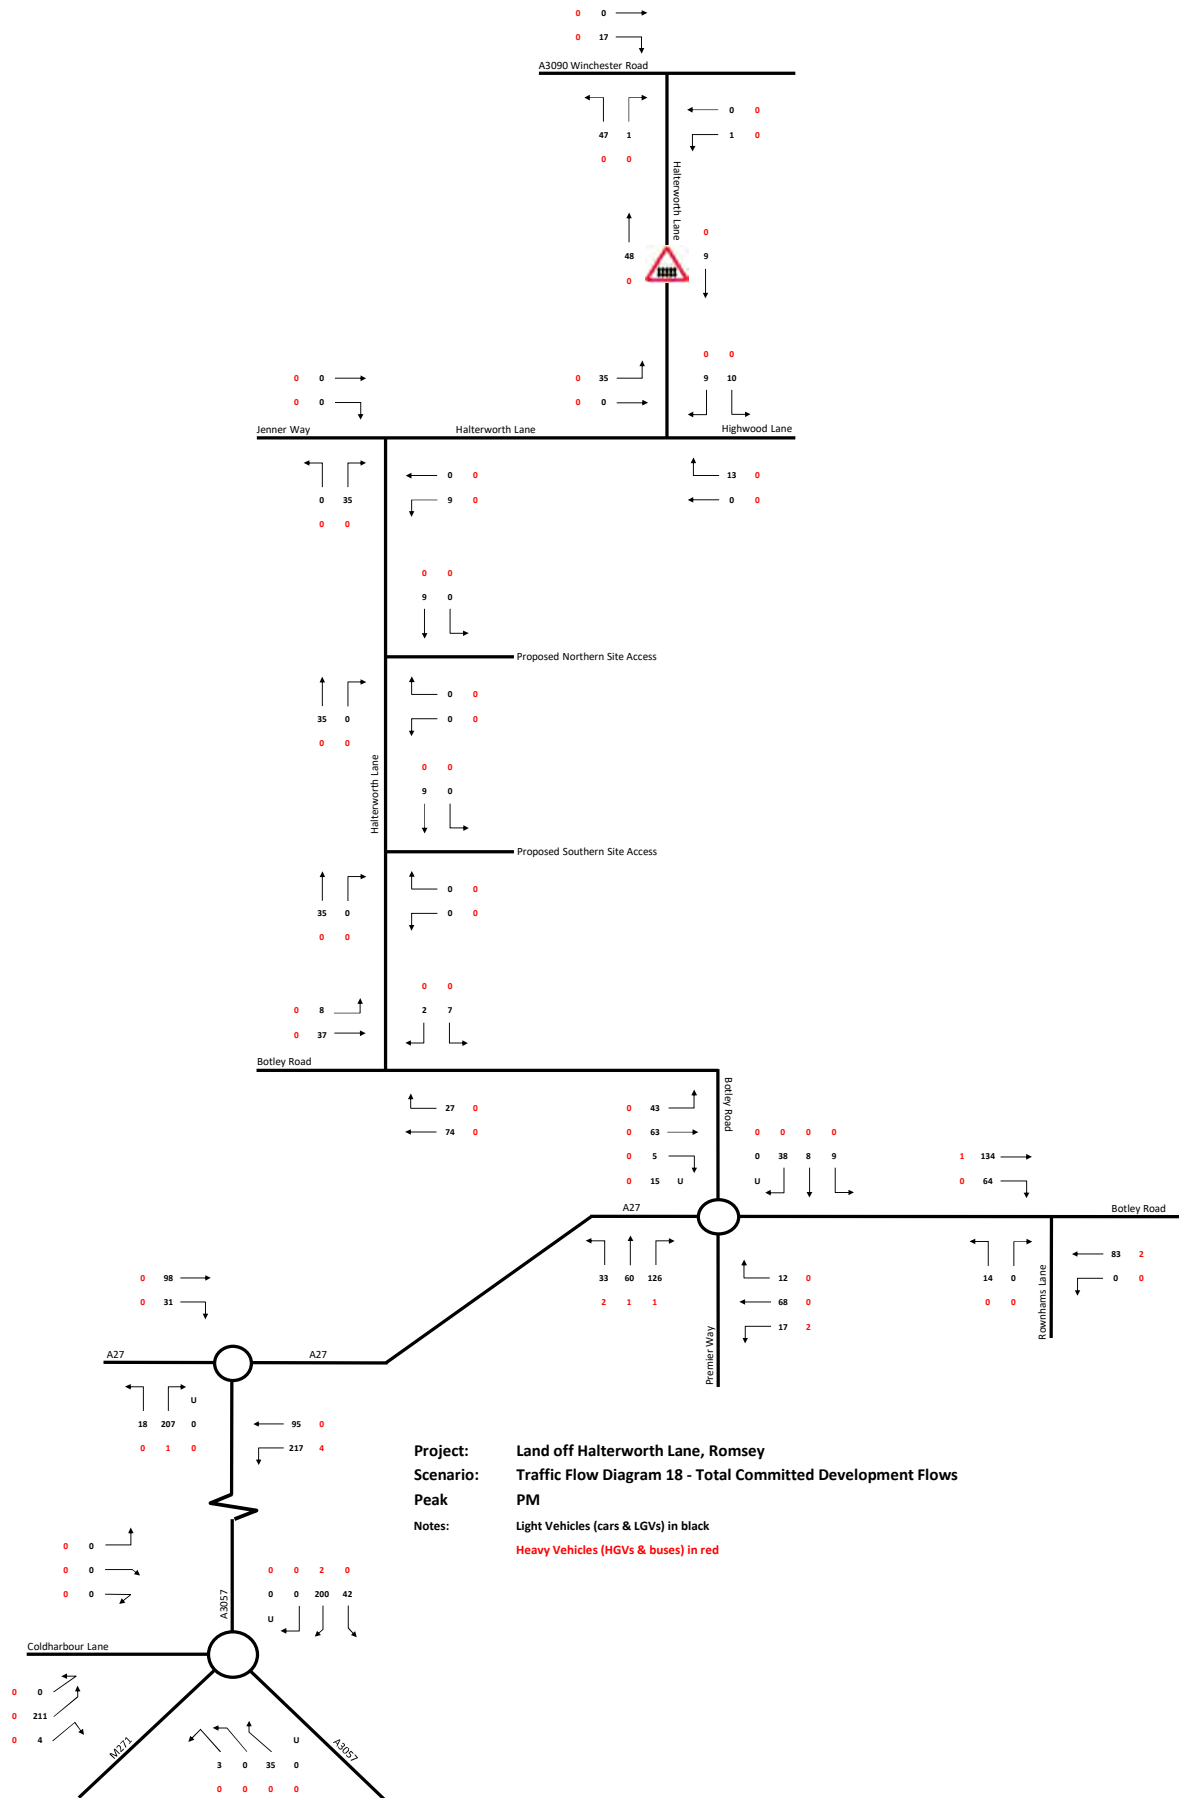 0 0
0 17
A3090 Winchester Road
0 0
47 1
1 0
0 0
Halterworth Lane
0
48 9
0
0 0
0 0 0 35 9 10
0 0 0 0
Jenner Way Halterworth Lane Highwood Lane
0 0 13 0
0 35 9 0 0 0
0 0
0 0
9 0
Proposed Northern Site Access
0 0
35 0 0 0
0 0
Halterworth Lane
0 0
9 0
Proposed Southern Site Access
0 0
35 0 0 0
0 0
0 0
0 8 2 7
0 37
Botley Road
Botley Road
27 0 0 43
74 0 0 63 0 0 0 0
0 5 0 38 8 9 1 134
0 15 U U 0 64
A27 Botley Road
33 60 126 12 0 14 0 83 2
2 1 1 68 0 0 0 0 0
17 2
Premier Way
Rownhams Lane
0 98
0 31
A27 A27
U
18 207 0 95 0
0 1 0 217 4
Project: Land off Halterworth Lane, Romsey
Scenario: Traffic Flow Diagram 18 - Total Committed Development Flows
Peak PM
Notes: Light Vehicles (cars & LGVs) in black
Heavy Vehicles (HGVs & buses) in red
0 0
0 0 0 0 2 0
0 0 0 0 200 42
U
A3057
Coldharbour Lane
0 0
0 211
0 4
M271
U
3 0 35 0
0 0 0 0
A3057